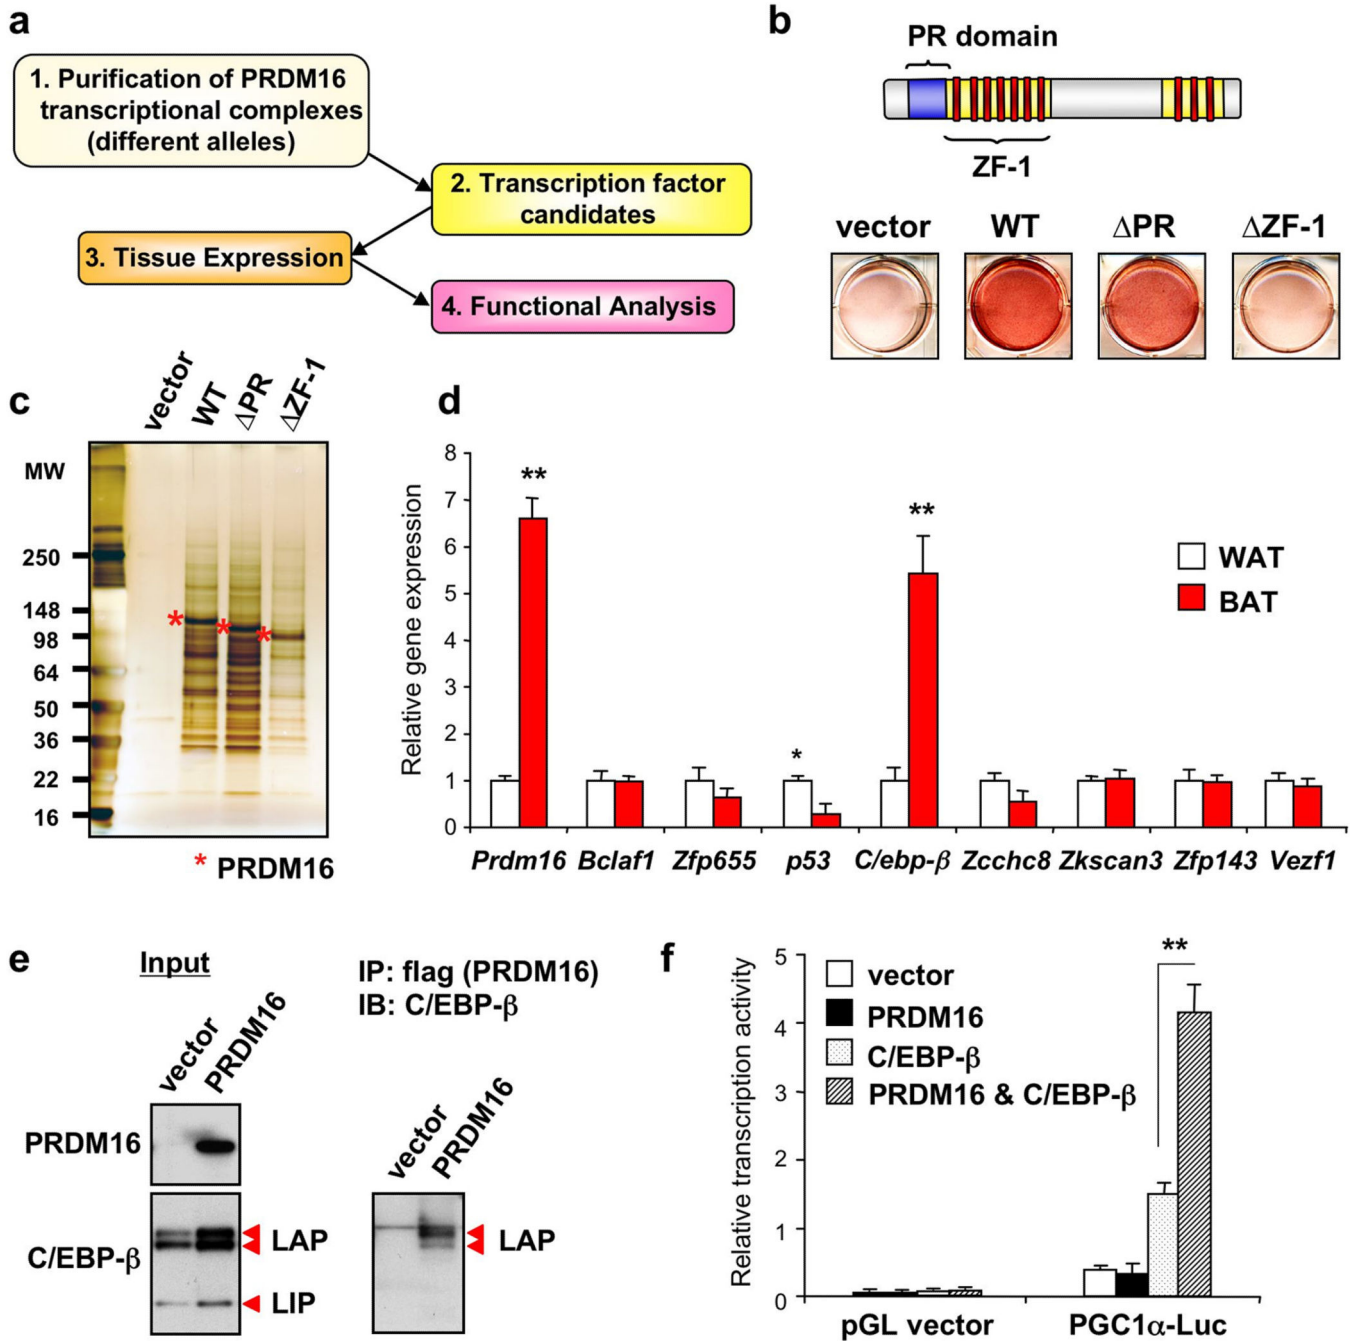 a
1. Purification of PRDM16
transcriptional complexes
(different alleles)
2. Transcription factor
candidates
3. Tissue Expression
4. Functional Analysis
b
PR domain
ZF-1
vector WT ΔPR ΔZF-1
c
vector WT ΔPR ΔZF-1
MW
250
148
98
64
50
36
22
16
* PRDM16
d
Relative gene expression
8
7
6
5
4
3
2
1
0
**
*
**
WAT
BAT
Prdm16 Bclaf1 Zfp655 p53 C/ebp-β Zcchc8 Zkscan3 Zfp143 Vezf1
e
Input
vector PRDM16
PRDM16
C/EBP-β
LAP
LIP
IP: flag (PRDM16)
IB: C/EBP-β
vector PRDM16
LAP
f
Relative transcription activity
5
4
3
2
1
0
vector
PRDM16
C/EBP-β
PRDM16 & C/EBP-β
**
pGL vector PGC1α-Luc